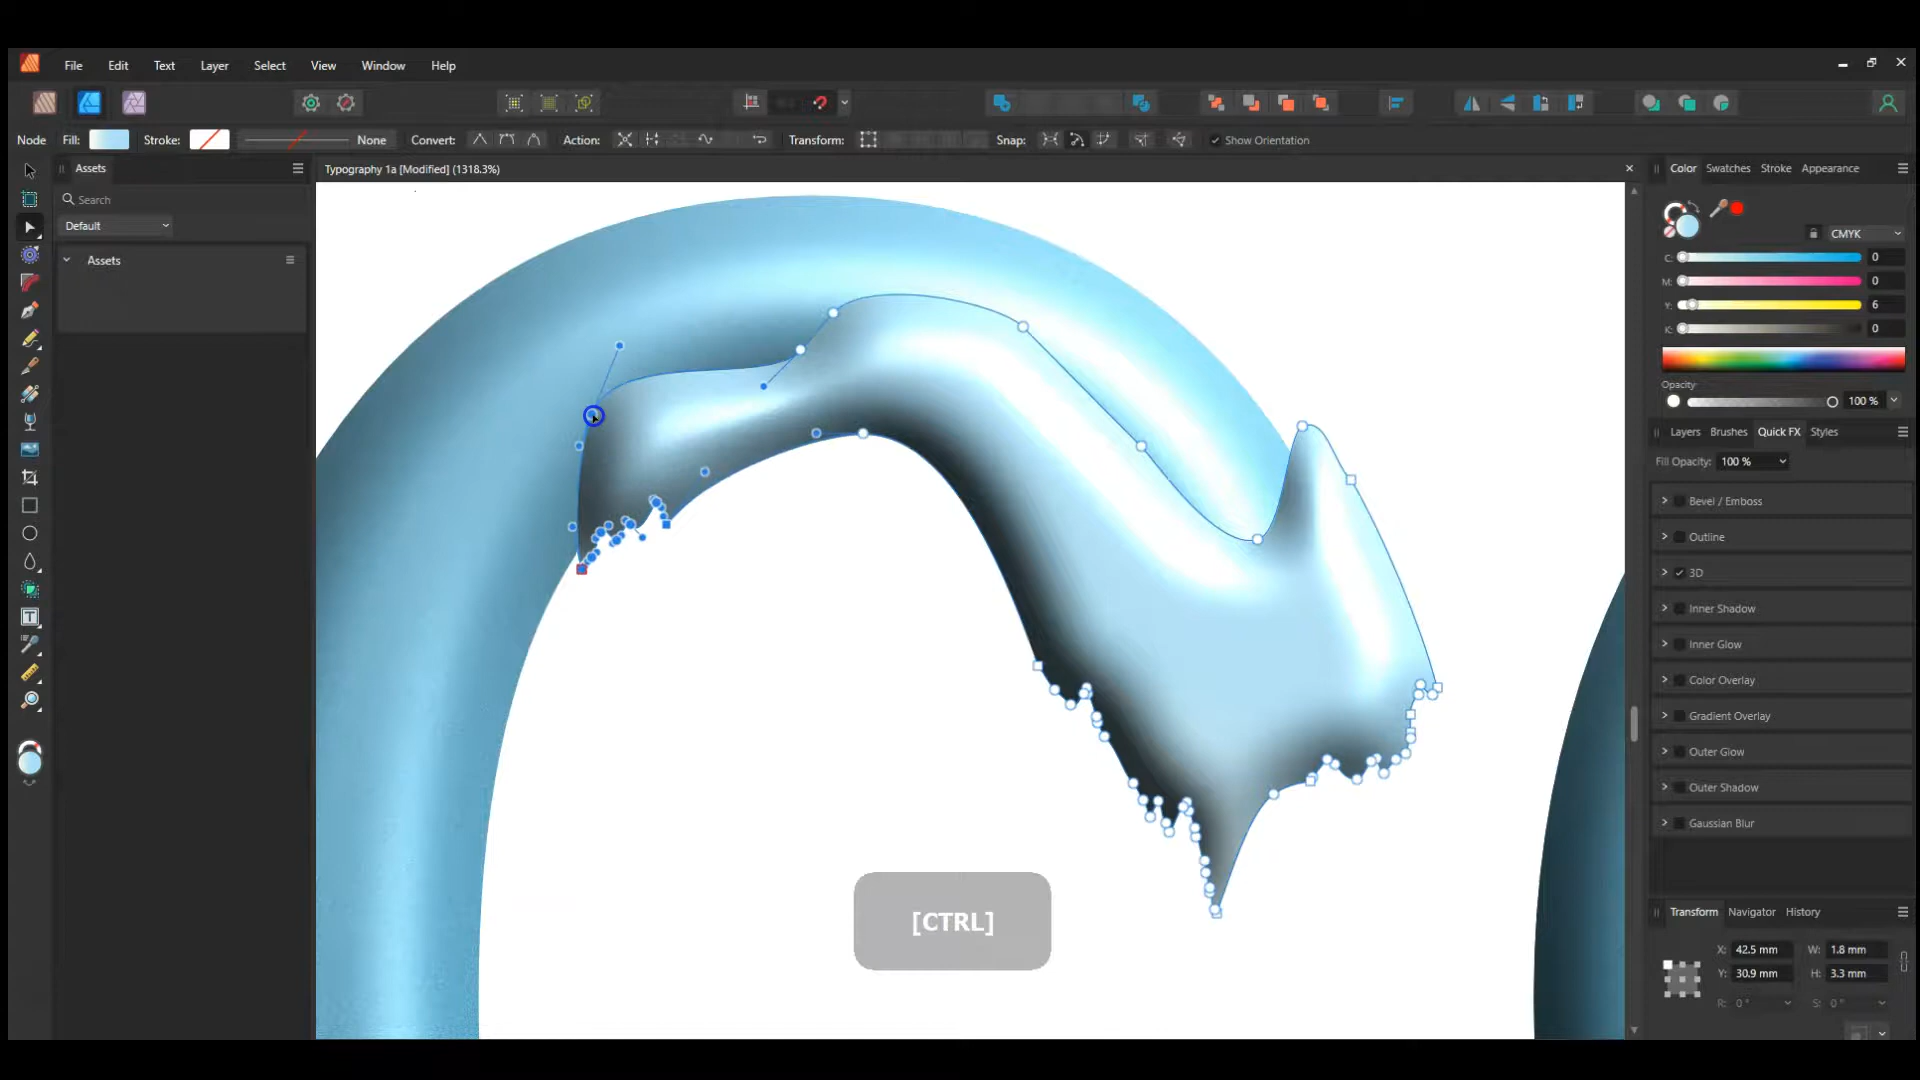 File Edit Text Layer Select View Window Help
Node Fill: Stroke: None Convert: Action: Transform: Snap: Show Orientation
Assets
Typography 1a [Modified] (1318.3%)
Color Swatches Stroke Appearance
Search
Default
Assets
CMYK
C: 0
M: 0
Y: 6
K: 0
Opacity
100 %
Layers Brushes Quick FX Styles
Fill Opacity: 100 %
Bevel / Emboss
Outline
3D
Inner Shadow
Inner Glow
Color Overlay
Gradient Overlay
Outer Glow
Outer Shadow
Gaussian Blur
[CTRL]
Transform Navigator History
X: 42.5 mm W: 1.8 mm
Y: 30.9 mm H: 3.3 mm
R: 0 ° S: 0 °